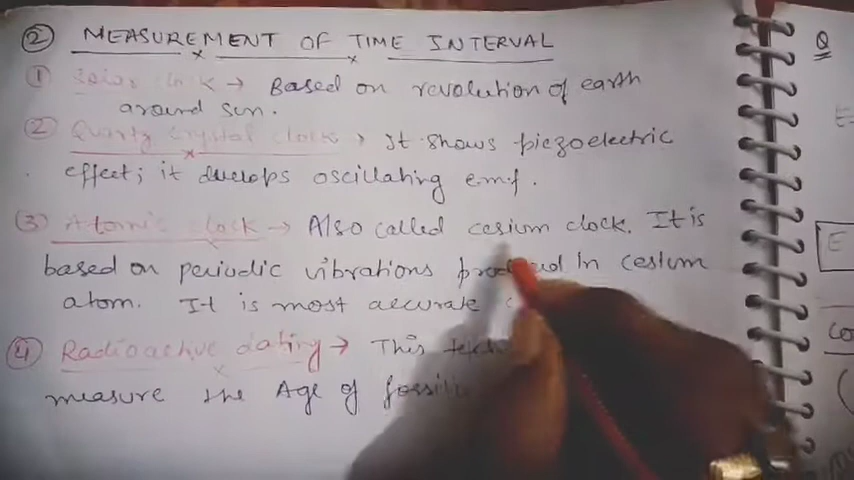 ② MEASUREMENT OF TIME INTERVAL
① Solar clock → Based on revolution of earth
around sun.
② Quartz crystal clock → It shows piezoelectric
effect; it develops oscillating e.m.f.
③ Atomic clock → Also called cesium clock. It is
based on periodic vibrations produced in cesium
atom. It is most accurate
④ Radioactive dating → This
measure the Age of
Q
E